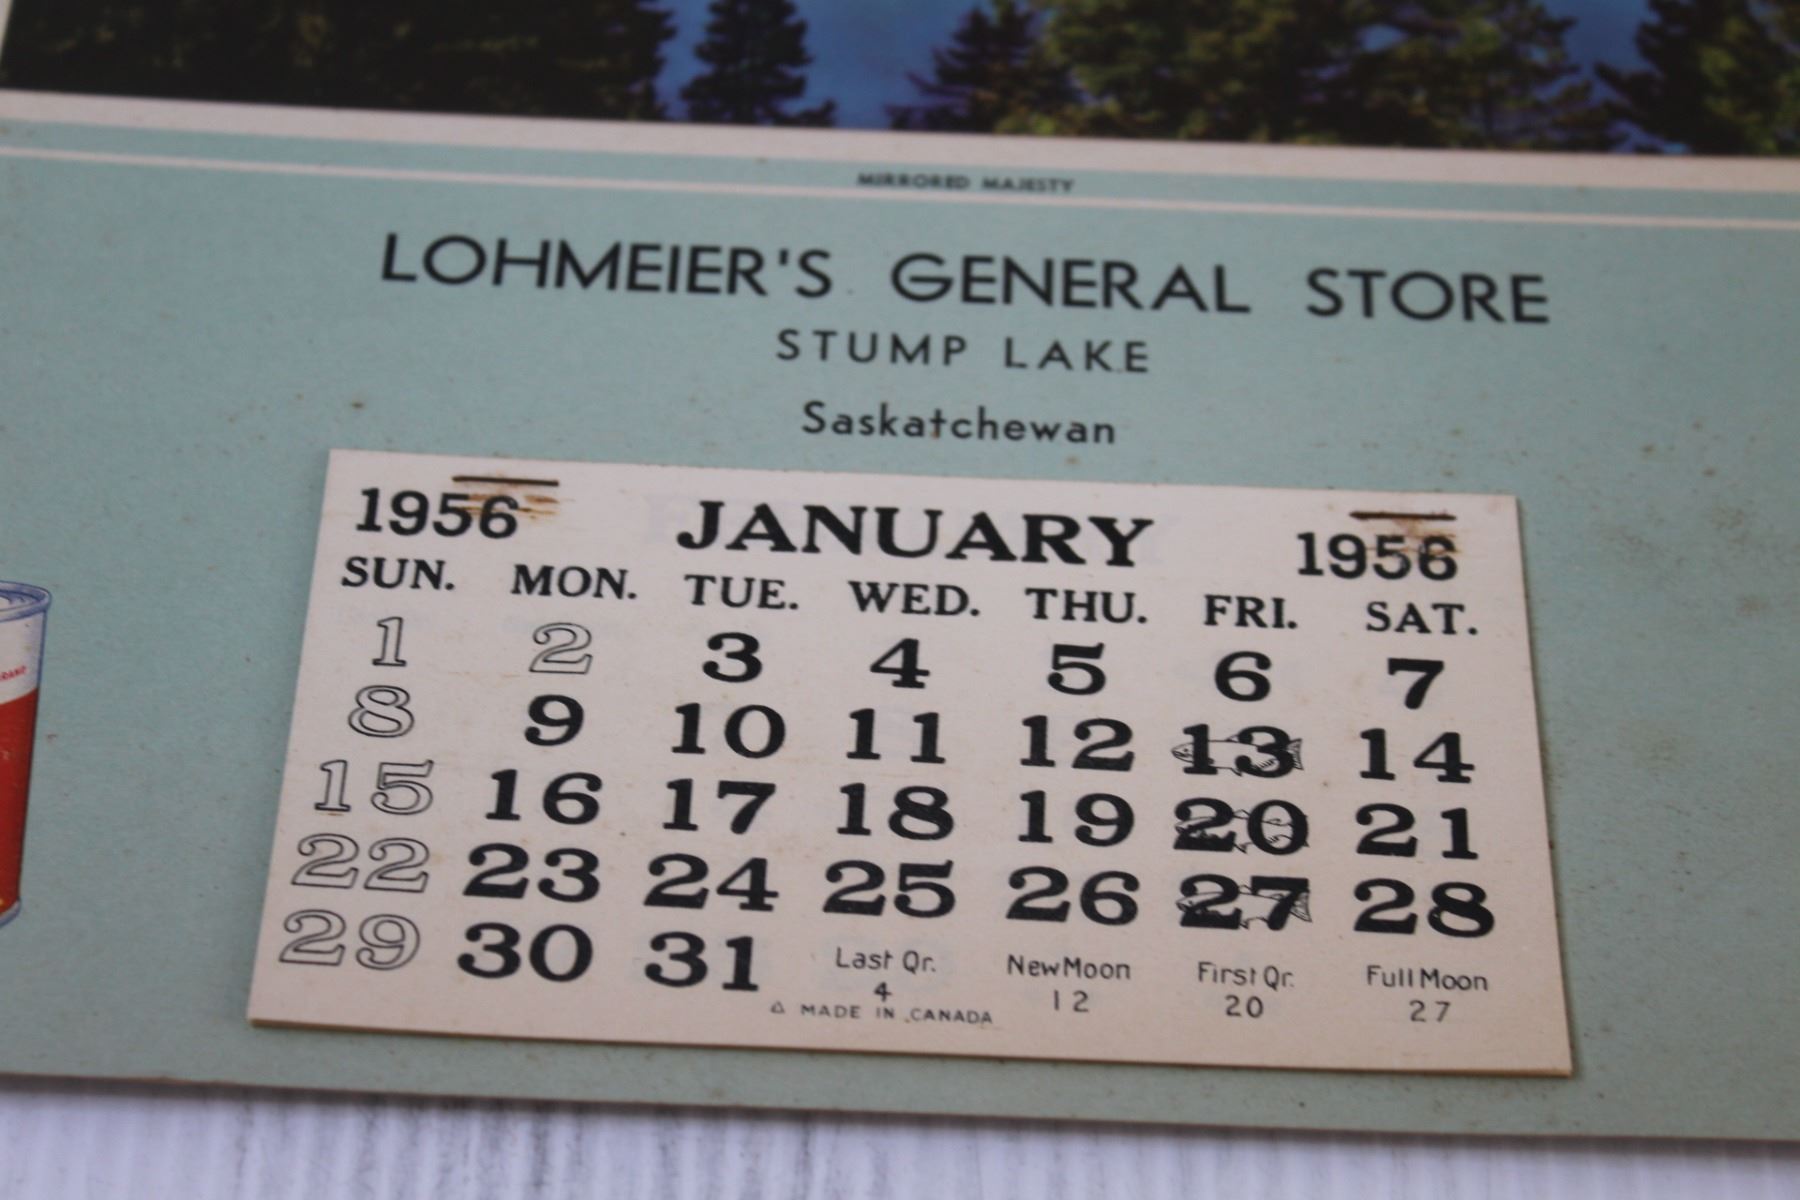 MIRRORED MAJESTY
LOHMEIER'S GENERAL STORE
STUMP LAKE
Saskatchewan
1956 JANUARY 1956
SUN. MON. TUE. WED. THU. FRI. SAT.
1 2 3 4 5 6 7
8 9 10 11 12 13 14
15 16 17 18 19 20 21
22 23 24 25 26 27 28
29 30 31 Last Qr. New Moon First Qr. Full Moon
4 12 20 27
MADE IN CANADA